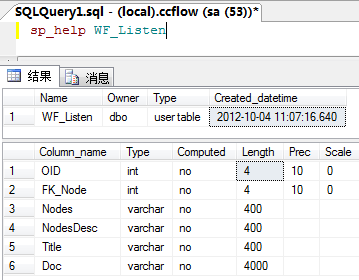 SQLQuery1.sql - (local).ccflow (sa (53))*
sp_help WF_Listen
结果 消息
Name Owner Type Created_datetime
1 WF_Listen dbo user table 2012-10-04 11:07:16.640
Column_name Type Computed Length Prec Scale
1 OID int no 4 10 0
2 FK_Node int no 4 10 0
3 Nodes varchar no 400
4 NodesDesc varchar no 400
5 Title varchar no 400
6 Doc varchar no 4000